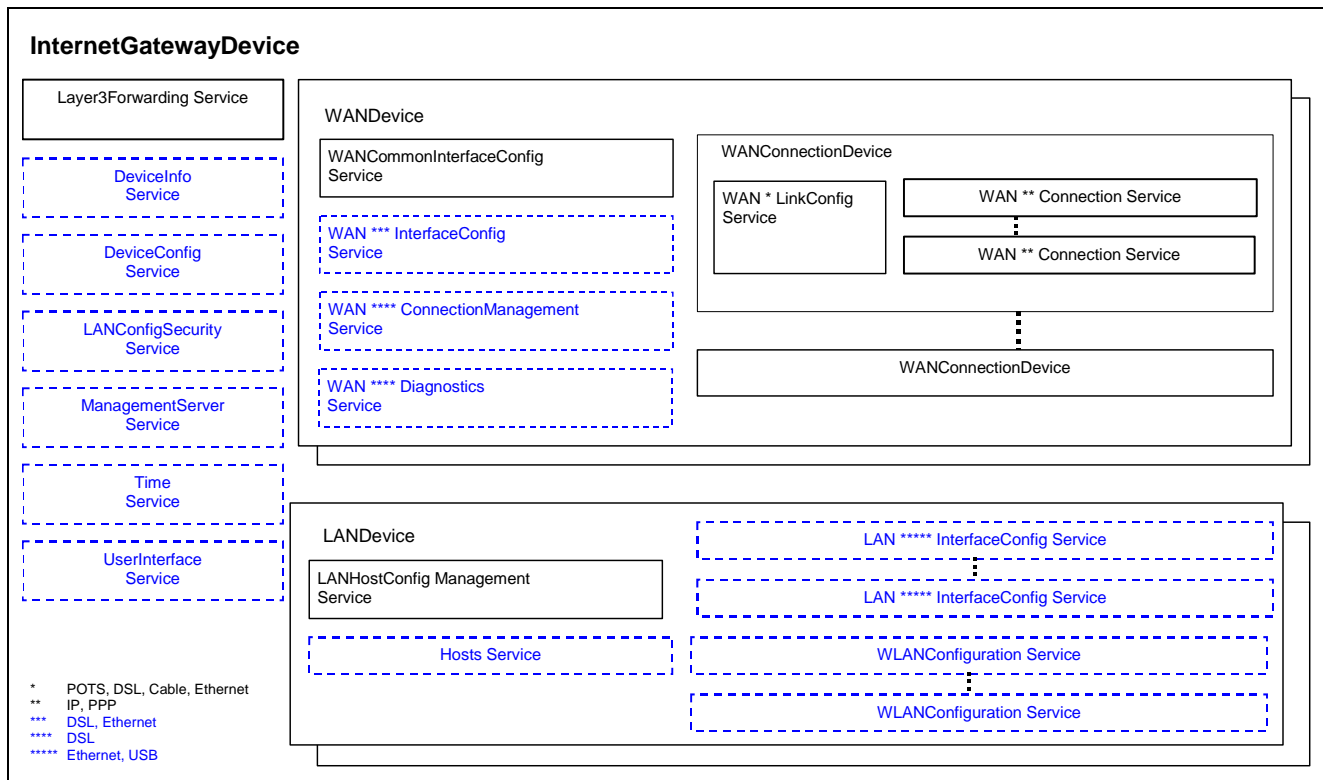 InternetGatewayDevice
Layer3Forwarding Service
DeviceInfo
Service
DeviceConfig
Service
LANConfigSecurity
Service
ManagementServer
Service
Time
Service
UserInterface
Service
WANDevice
WANCommonInterfaceConfig
Service
WAN *** InterfaceConfig
Service
WAN **** ConnectionManagement
Service
WAN **** Diagnostics
Service
WANConnectionDevice
WAN * LinkConfig
Service
WAN ** Connection Service
WAN ** Connection Service
WANConnectionDevice
LANDevice
LANHostConfig Management
Service
Hosts Service
LAN ***** InterfaceConfig Service
LAN ***** InterfaceConfig Service
WLANConfiguration Service
WLANConfiguration Service
* POTS, DSL, Cable, Ethernet
** IP, PPP
*** DSL, Ethernet
**** DSL
***** Ethernet, USB